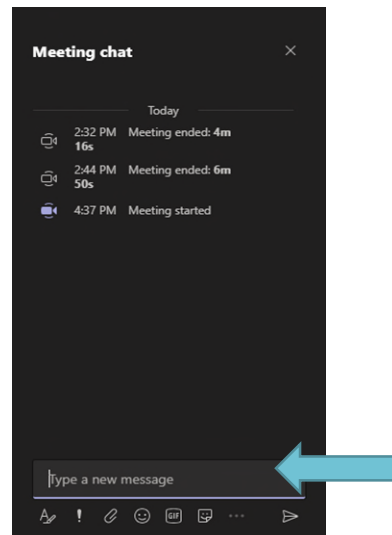 Meeting chat
Today
2:32 PM Meeting ended: 4m
16s
2:44 PM Meeting ended: 6m
50s
4:37 PM Meeting started
Type a new message
GIF